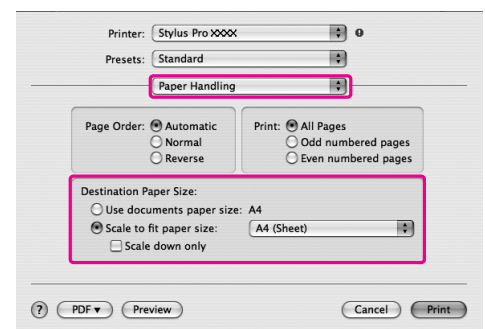 Printer: Stylus Pro XXXX
Presets: Standard
Paper Handling
Page Order: Automatic
Normal
Reverse
Print: All Pages
Odd numbered pages
Even numbered pages
Destination Paper Size:
Use documents paper size: A4
Scale to fit paper size: A4 (Sheet)
Scale down only
? PDF ▼ Preview Cancel Print